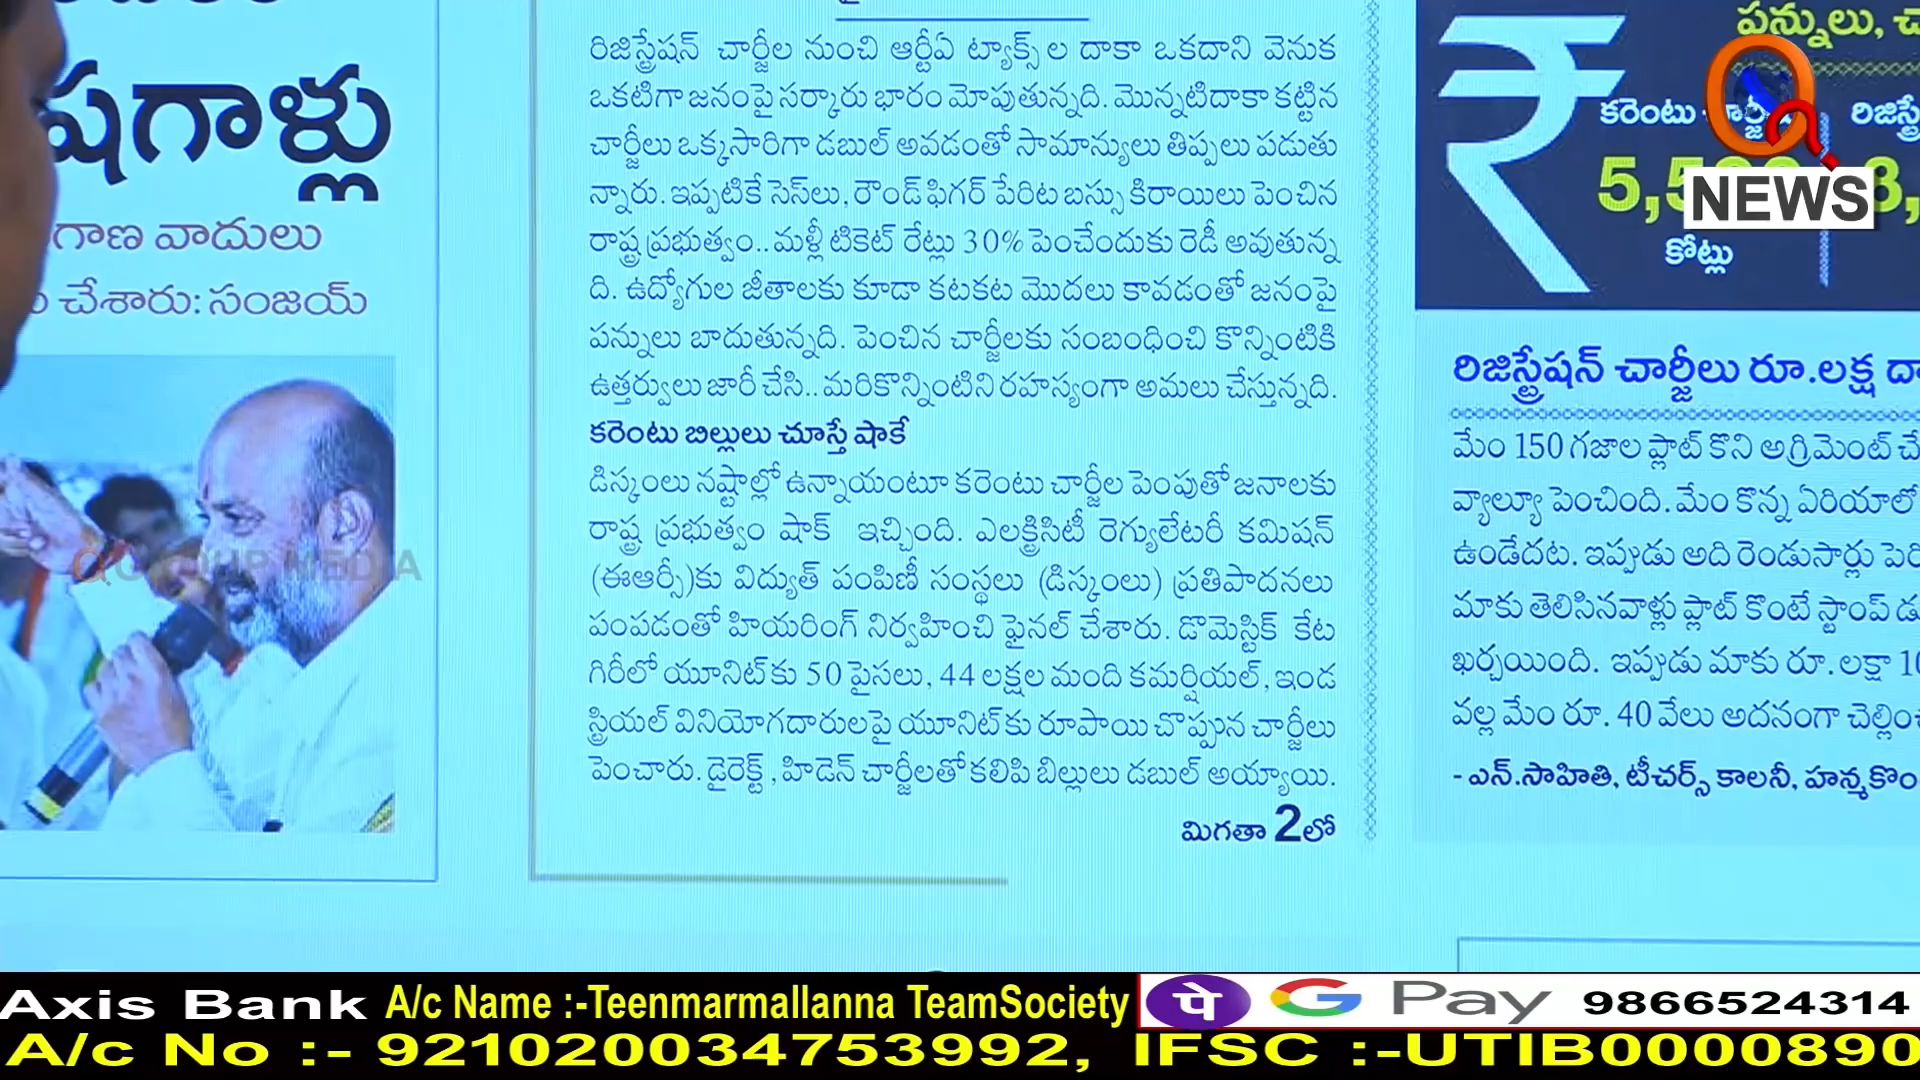 షగాళ్లు
గాణ వాదులు
చేశారు: సంజయ్
రిజిస్ట్రేషన్ చార్జీల నుంచి ఆర్టీఏ ట్యాక్స్ ల దాకా ఒకదాని వెనుక
ఒకటిగా జనంపై సర్కారు భారం మోపుతున్నది. మొన్నటిదాకా కట్టిన
చార్జీలు ఒక్కసారిగా డబుల్ అవడంతో సామాన్యులు తిప్పలు పడుతు
న్నారు. ఇప్పటికే సెస్‌లు, రౌండ్ ఫిగర్ పేరిట బస్సు కిరాయిలు పెంచిన
రాష్ట్ర ప్రభుత్వం.. మళ్లీ టికెట్ రేట్లు 30% పెంచేందుకు రెడీ అవుతున్న
ది. ఉద్యోగుల జీతాలకు కూడా కటకట మొదలు కావడంతో జనంపై
పన్నులు బాదుతున్నది. పెంచిన చార్జీలకు సంబంధించి కొన్నింటికి
ఉత్తర్వులు జారీ చేసి.. మరికొన్నింటిని రహస్యంగా అమలు చేస్తున్నది.
కరెంటు బిల్లులు చూస్తే షాకే
డిస్కంలు నష్టాల్లో ఉన్నాయంటూ కరెంటు చార్జీల పెంపుతో జనాలకు
రాష్ట్ర ప్రభుత్వం షాక్ ఇచ్చింది. ఎలక్ట్రిసిటీ రెగ్యులేటరీ కమిషన్
(ఈఆర్సీ)కు విద్యుత్ పంపిణీ సంస్థలు (డిస్కంలు) ప్రతిపాదనలు
పంపడంతో హియరింగ్ నిర్వహించి ఫైనల్ చేశారు. డొమెస్టిక్ కేట
గిరీలో యూనిట్‌కు 50 పైసలు, 44 లక్షల మంది కమర్షియల్, ఇండ
స్ట్రియల్ వినియోగదారులపై యూనిట్‌కు రూపాయి చొప్పున చార్జీలు
పెంచారు. డైరెక్ట్, హిడెన్ చార్జీలతో కలిపి బిల్లులు డబుల్ అయ్యాయి.
మిగతా 2లో
పన్నులు,
₹
కరెంటు
కోట్లు
Q NEWS
రిజిస్ట్రేషన్ చార్జీలు రూ.లక్ష
మేం 150 గజాల ప్లాట్ కొని అగ్రిమెంట్
వ్యాల్యూ పెంచింది. మేం కొన్న ఏరియాలో
ఉండేదట. ఇప్పుడు అది రెండుసార్లు
మాకు తెలిసినవాళ్లు ప్లాట్ కొంటే స్టాంప్
ఖర్చయింది. ఇప్పుడు మాకు రూ. లక్షా
వల్ల మేం రూ. 40 వేలు అదనంగా
- ఎన్.సాహితి, టీచర్స్ కాలనీ,
GROUP MEDIA
Axis Bank A/c Name :-Teenmarmallanna TeamSociety
पे G Pay 9866524314
A/c No :- 921020034753992, IFSC :-UTIB0000890